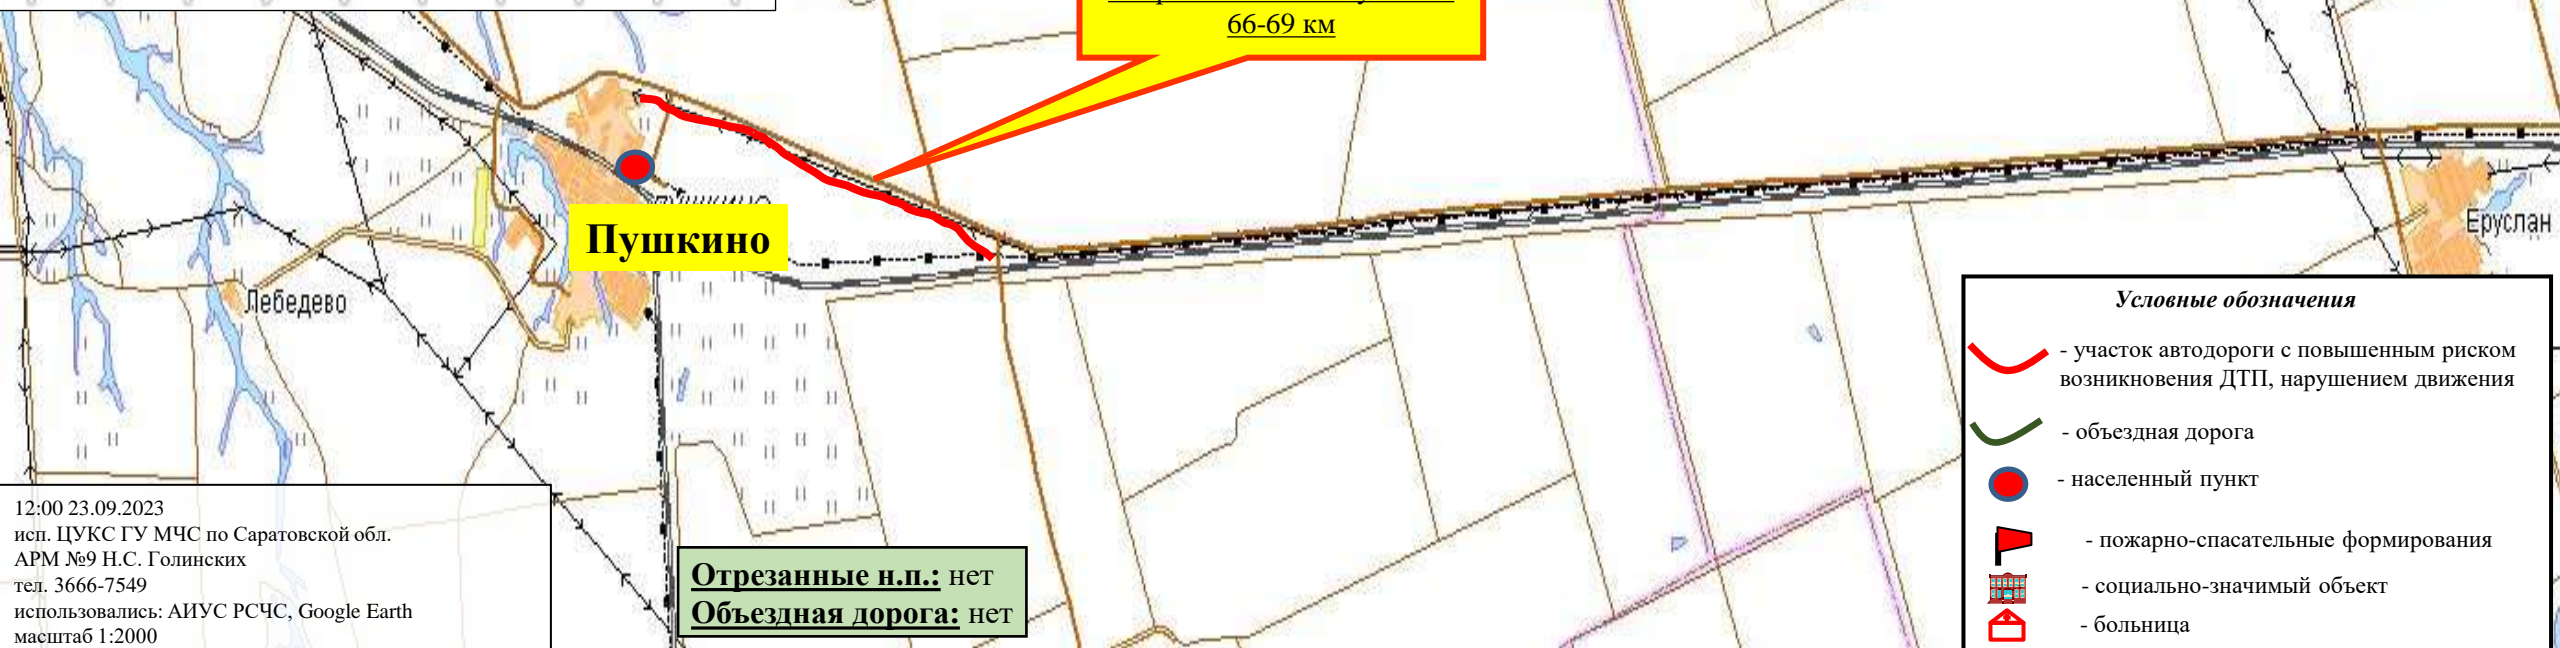 66-69 км
Пушкино
Лебедево
Еруслан
Условные обозначения
- участок автодороги с повышенным риском
возникновения ДТП, нарушением движения
- объездная дорога
- населенный пункт
- пожарно-спасательные формирования
- социально-значимый объект
- больница
12:00 23.09.2023
исп. ЦУКС ГУ МЧС по Саратовской обл.
АРМ №9 Н.С. Голинских
тел. 3666-7549
использовались: АИУС РСЧС, Google Earth
масштаб 1:2000
Отрезанные н.п.: нет
Объездная дорога: нет